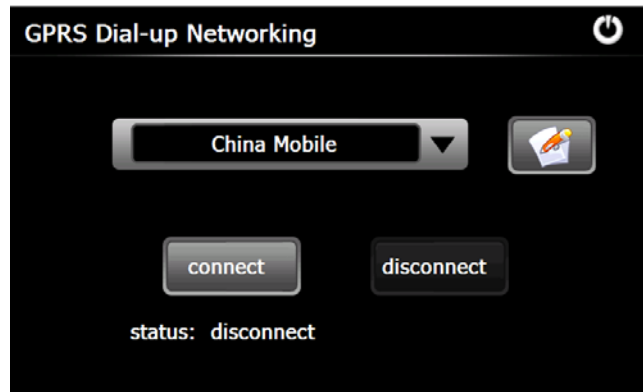 GPRS Dial-up Networking
China Mobile
connect disconnect
status: disconnect